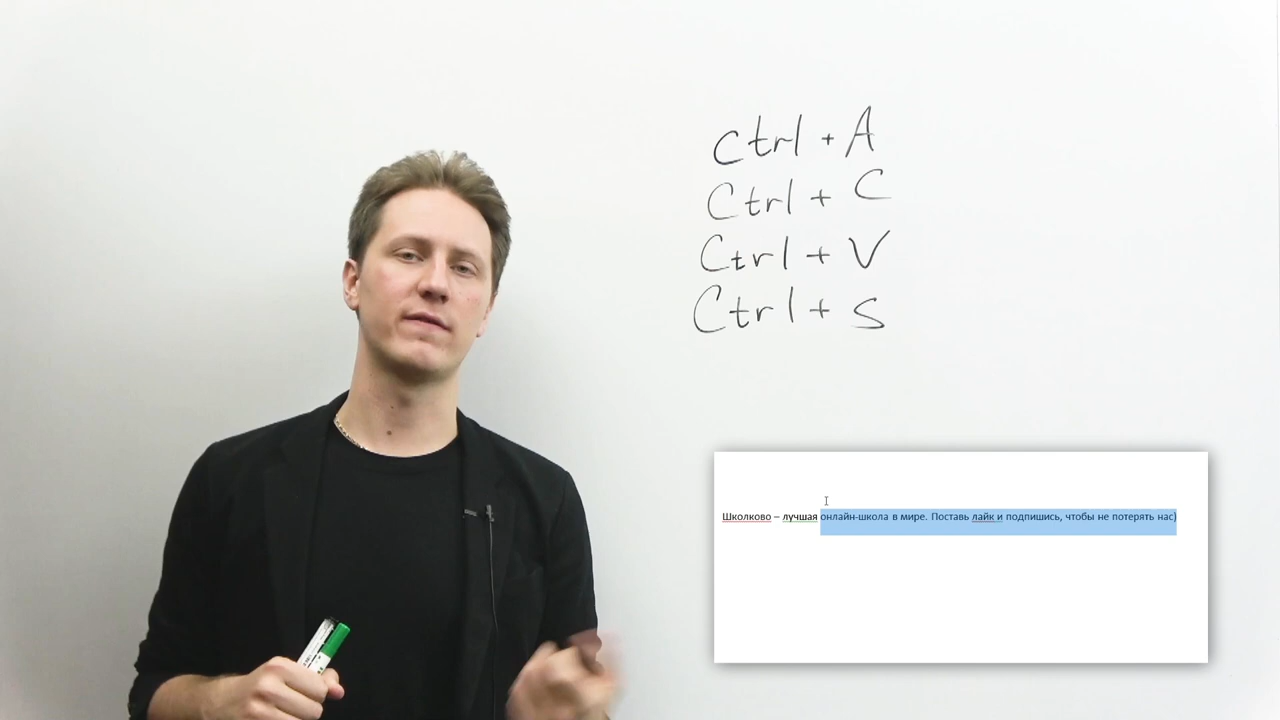 Ctrl + A
Ctrl + C
Ctrl + V
Ctrl + S
Школково – лучшая онлайн-школа в мире. Поставь лайк и подпишись, чтобы не потерять нас)